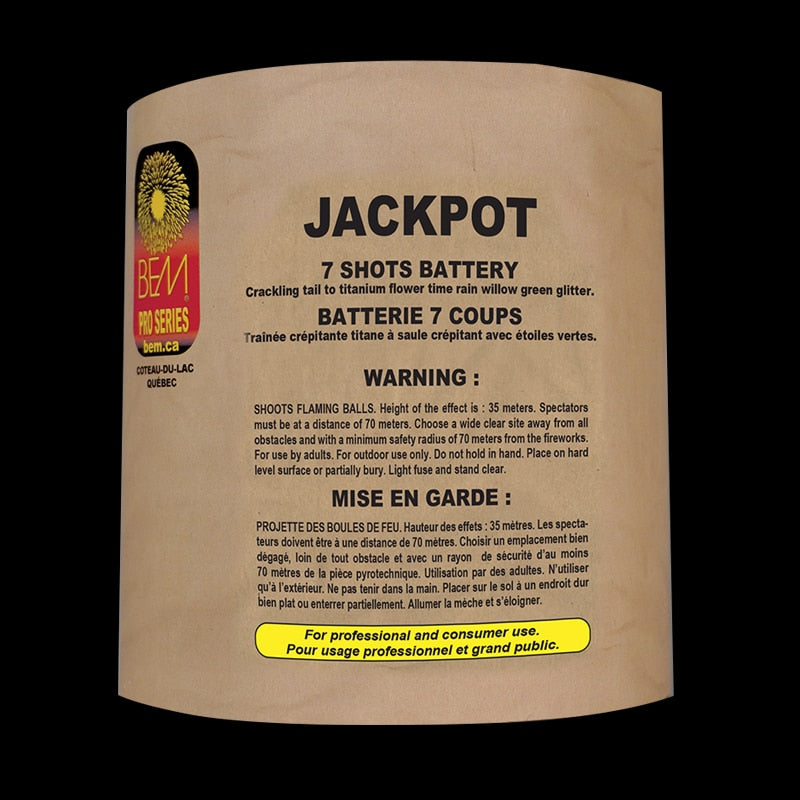 BEM
®
PRO SERIES
bem.ca
COTEAU-DU-LAC
QUÉBEC
JACKPOT
7 SHOTS BATTERY
Crackling tail to titanium flower time rain willow green glitter.
BATTERIE 7 COUPS
Traînée crépitante titane à saule crépitant avec étoiles vertes.
WARNING :
SHOOTS FLAMING BALLS. Height of the effect is : 35 meters. Spectators
must be at a distance of 70 meters. Choose a wide clear site away from all
obstacles and with a minimum safety radius of 70 meters from the fireworks.
For use by adults. For outdoor use only. Do not hold in hand. Place on hard
level surface or partially bury. Light fuse and stand clear.
MISE EN GARDE :
PROJETTE DES BOULES DE FEU. Hauteur des effets : 35 mètres. Les specta-
teurs doivent être à une distance de 70 mètres. Choisir un emplacement bien
dégagé, loin de tout obstacle et avec un rayon de sécurité d'au moins
70 mètres de la pièce pyrotechnique. Utilisation par des adultes. N'utiliser
qu'à l'extérieur. Ne pas tenir dans la main. Placer sur le sol à un endroit dur
bien plat ou enterrer partiellement. Allumer la mèche et s'éloigner.
For professional and consumer use.
Pour usage professionnel et grand public.